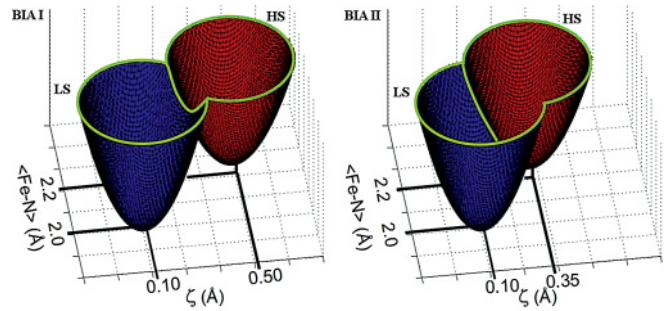 BIA I
HS
LS
2.2
2.0
<Fe-N> (Å)
0.10
0.50
ζ (Å)
BIA II
HS
LS
2.2
2.0
<Fe-N> (Å)
0.10
0.35
ζ (Å)